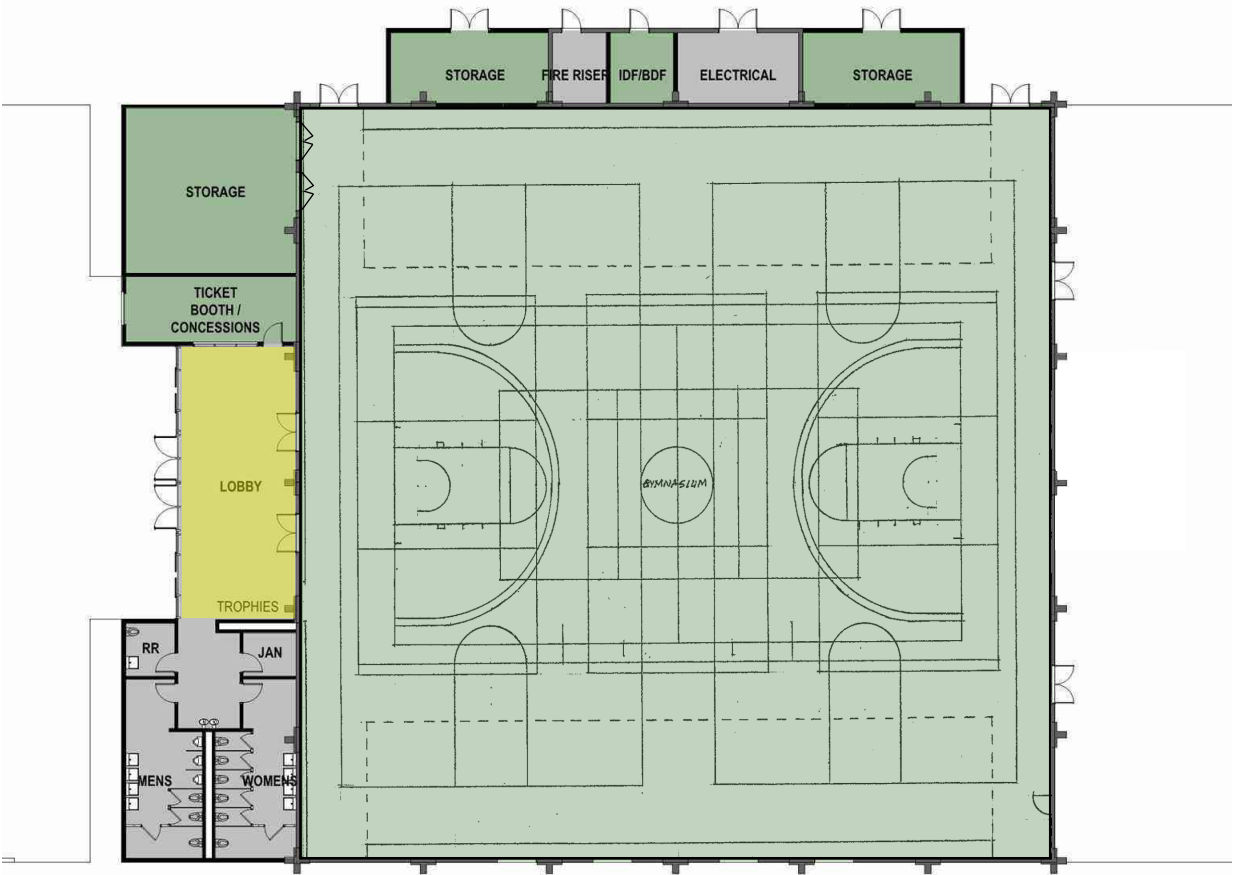 STORAGE
FIRE RISER
IDF/BDF
ELECTRICAL
STORAGE
STORAGE
TICKET
BOOTH /
CONCESSIONS
LOBBY
GYMNASIUM
TROPHIES
RR
JAN
MENS
WOMENS